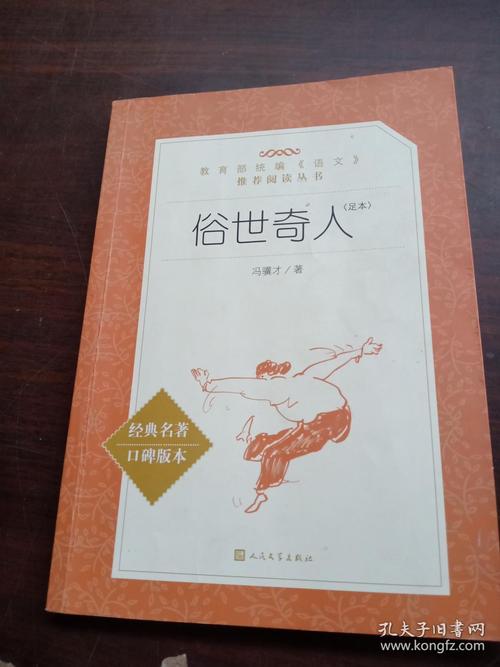 教育部统编《语文》
推荐阅读丛书
俗世奇人(足本)
冯骥才/著
经典名著
口碑版本
人民文学出版社
孔夫子旧书网
www.kongfz.com